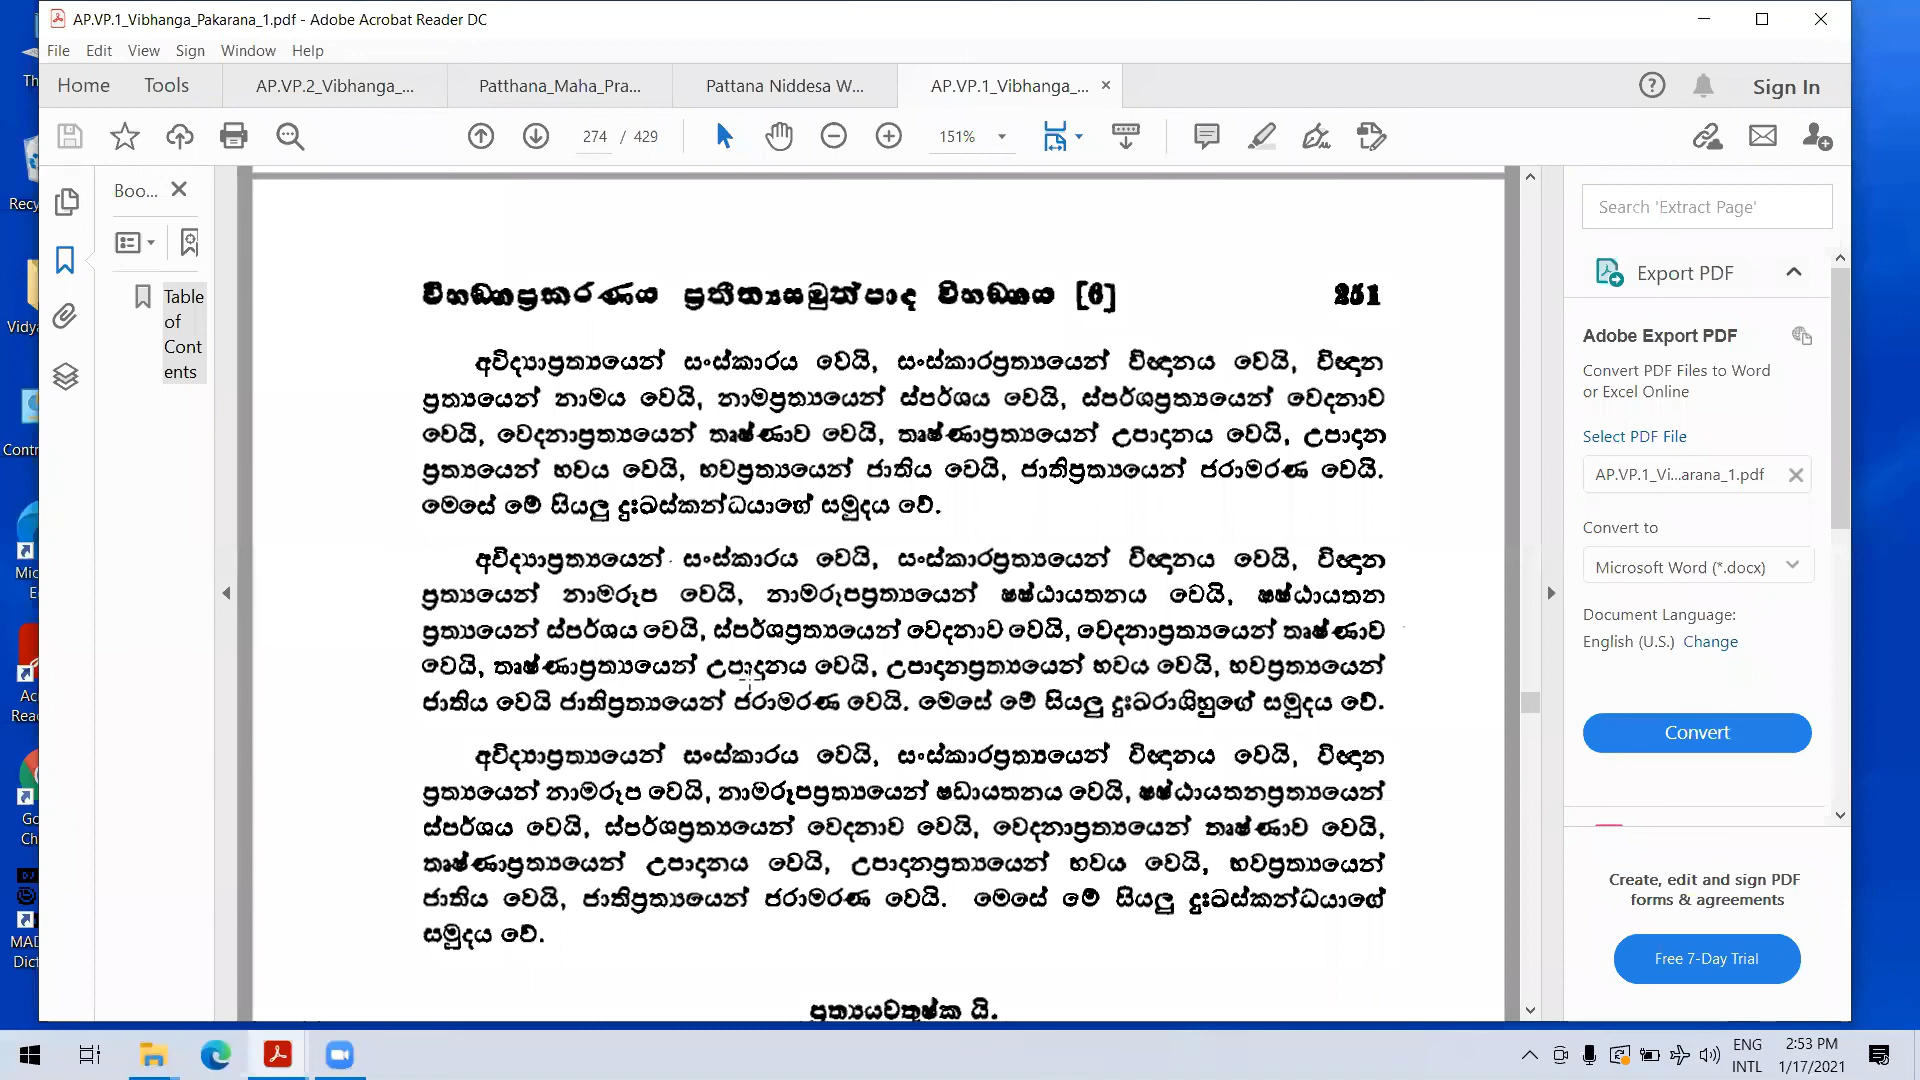 AP.VP.1_Vibhanga_Pakarana_1.pdf - Adobe Acrobat Reader DC
File Edit View Sign Window Help
Home Tools AP.VP.2_Vibhanga_... Patthana_Maha_Pra... Pattana Niddesa W... AP.VP.1_Vibhanga_... Sign In
274 / 429 151%
Boo...
Table
of
Cont
ents
විභඞ්ගප්‍රකරණය ප්‍රතීත්‍යසමුත්පාද විභඞ්ගය [6] 251
අවිද්‍යාප්‍රත්‍යයෙන් සංස්කාරය වෙයි, සංස්කාරප්‍රත්‍යයෙන් විඥානය වෙයි, විඥාන
ප්‍රත්‍යයෙන් නාමය වෙයි, නාමප්‍රත්‍යයෙන් ස්පර්ශය වෙයි, ස්පර්ශප්‍රත්‍යයෙන් වේදනාව
වෙයි, වේදනාප්‍රත්‍යයෙන් තෘෂ්ණාව වෙයි, තෘෂ්ණාප්‍රත්‍යයෙන් උපාදානය වෙයි, උපාදාන
ප්‍රත්‍යයෙන් භවය වෙයි, භවප්‍රත්‍යයෙන් ජාතිය වෙයි, ජාතිප්‍රත්‍යයෙන් ජරාමරණ වෙයි.
මෙසේ මේ සියලු දුඃඛස්කන්ධයාගේ සමුදය වේ.
අවිද්‍යාප්‍රත්‍යයෙන් සංස්කාරය වෙයි, සංස්කාරප්‍රත්‍යයෙන් විඥානය වෙයි, විඥාන
ප්‍රත්‍යයෙන් නාමරූප වෙයි, නාමරූපප්‍රත්‍යයෙන් ෂෂ්ඨායතනය වෙයි, ෂෂ්ඨායතන
ප්‍රත්‍යයෙන් ස්පර්ශය වෙයි, ස්පර්ශප්‍රත්‍යයෙන් වේදනාව වෙයි, වේදනාප්‍රත්‍යයෙන් තෘෂ්ණාව
වෙයි, තෘෂ්ණාප්‍රත්‍යයෙන් උපාදානය වෙයි, උපාදානප්‍රත්‍යයෙන් භවය වෙයි, භවප්‍රත්‍යයෙන්
ජාතිය වෙයි ජාතිප්‍රත්‍යයෙන් ජරාමරණ වෙයි. මෙසේ මේ සියලු දුඃඛරාශිහුගේ සමුදය වේ.
අවිද්‍යාප්‍රත්‍යයෙන් සංස්කාරය වෙයි, සංස්කාරප්‍රත්‍යයෙන් විඥානය වෙයි, විඥාන
ප්‍රත්‍යයෙන් නාමරූප වෙයි, නාමරූපප්‍රත්‍යයෙන් ෂඩායතනය වෙයි, ෂෂ්ඨායතනප්‍රත්‍යයෙන්
ස්පර්ශය වෙයි, ස්පර්ශප්‍රත්‍යයෙන් වේදනාව වෙයි, වේදනාප්‍රත්‍යයෙන් තෘෂ්ණාව වෙයි,
තෘෂ්ණාප්‍රත්‍යයෙන් උපාදානය වෙයි, උපාදානප්‍රත්‍යයෙන් භවය වෙයි, භවප්‍රත්‍යයෙන්
ජාතිය වෙයි, ජාතිප්‍රත්‍යයෙන් ජරාමරණ වෙයි. මෙසේ මේ සියලු දුඃඛස්කන්ධයාගේ
සමුදය වේ.
ප්‍රත්‍යයචතුෂ්ක යි.
Search 'Extract Page'
Export PDF
Adobe Export PDF
Convert PDF Files to Word
or Excel Online
Select PDF File
AP.VP.1_Vi...arana_1.pdf
Convert to
Microsoft Word (*.docx)
Document Language:
English (U.S.) Change
Convert
Create, edit and sign PDF
forms & agreements
Free 7-Day Trial
ENG
INTL
2:53 PM
1/17/2021